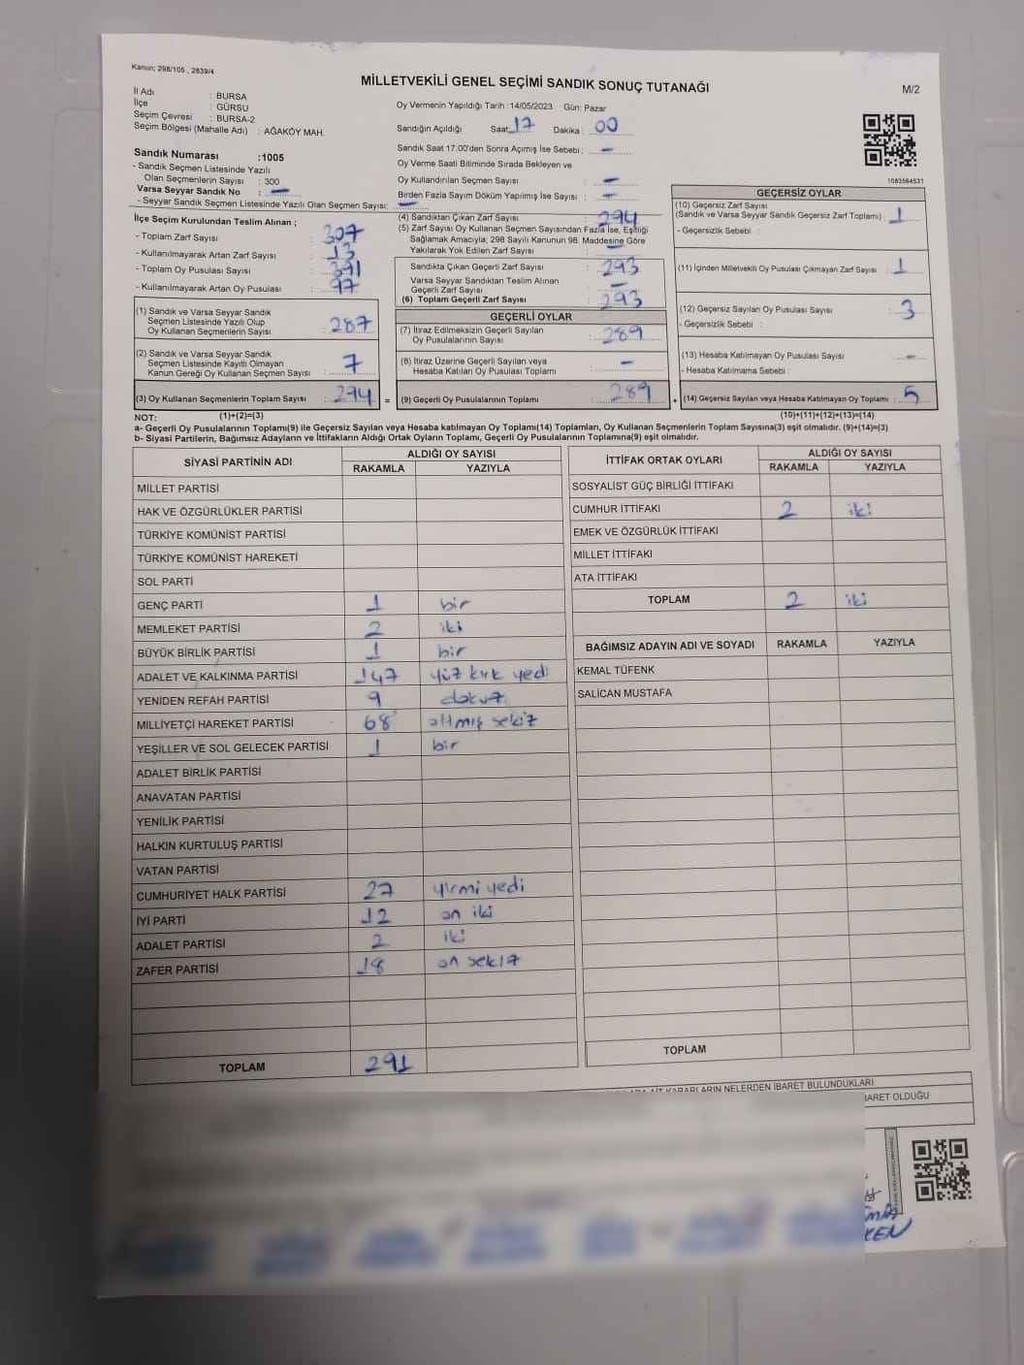 Kanun: 298/105 , 2839/4
MİLLETVEKİLİ GENEL SEÇİMİ SANDIK SONUÇ TUTANAĞI
M/2
İl Adı : BURSA
İlçe : GÜRSU
Seçim Çevresi : BURSA-2
Seçim Bölgesi (Mahalle Adı) : AĞAKÖY MAH.
Oy Vermenin Yapıldığı Tarih : 14/05/2023 Gün: Pazar
Sandığın Açıldığı Saat 17 Dakika : 00
Sandık Saat 17:00'den Sonra Açılmış İse Sebebi : -
Oy Verme Saati Bitiminde Sırada Bekleyen ve
Oy Kullandırılan Seçmen Sayısı : -
Birden Fazla Sayım Döküm Yapılmış İse Sayısı : -
Sandık Numarası :1005
- Sandık Seçmen Listesinde Yazılı
Olan Seçmenlerin Sayısı : 300
Varsa Seyyar Sandık No : -
- Seyyar Sandık Seçmen Listesinde Yazılı Olan Seçmen Sayısı: -
1083564531
İlçe Seçim Kurulundan Teslim Alınan ;
- Toplam Zarf Sayısı : 307
- Kullanılmayarak Artan Zarf Sayısı : 13
- Toplam Oy Pusulası Sayısı : 391
- Kullanılmayarak Artan Oy Pusulası : 97
(1) Sandık ve Varsa Seyyar Sandık
Seçmen Listesinde Yazılı Olup
Oy Kullanan Seçmenlerin Sayısı : 287
(2) Sandık ve Varsa Seyyar Sandık
Seçmen Listesinde Kayıtlı Olmayan
Kanun Gereği Oy Kullanan Seçmen Sayısı : 7
(3) Oy Kullanan Seçmenlerin Toplam Sayısı : 294 =
(4) Sandıktan Çıkan Zarf Sayısı : 294
(5) Zarf Sayısı Oy Kullanan Seçmen Sayısından Fazla İse, Eşitliği
Sağlamak Amacıyla; 298 Sayılı Kanunun 98. Maddesine Göre
Yakılarak Yok Edilen Zarf Sayısı : -
Sandıkta Çıkan Geçerli Zarf Sayısı : 293
Varsa Seyyar Sandıktan Teslim Alınan
Geçerli Zarf Sayısı : -
(6) Toplam Geçerli Zarf Sayısı : 293
GEÇERLİ OYLAR
(7) İtiraz Edilmeksizin Geçerli Sayılan
Oy Pusulalarının Sayısı : 289
(8) İtiraz Üzerine Geçerli Sayılan veya
Hesaba Katılan Oy Pusulası Toplamı : -
(9) Geçerli Oy Pusulalarının Toplamı : 289 +
GEÇERSİZ OYLAR
(10) Geçersiz Zarf Sayısı
(Sandık ve Varsa Seyyar Sandık Geçersiz Zarf Toplamı) : 1
- Geçersizlik Sebebi :
(11) İçinden Milletvekili Oy Pusulası Çıkmayan Zarf Sayısı : 1
(12) Geçersiz Sayılan Oy Pusulası Sayısı : 3
- Geçersizlik Sebebi :
(13) Hesaba Katılmayan Oy Pusulası Sayısı : -
- Hesaba Katılmama Sebebi :
(14) Geçersiz Sayılan veya Hesaba Katılmayan Oy Toplamı : 5
NOT: (1)+(2)=(3) (10)+(11)+(12)+(13)=(14)
a- Geçerli Oy Pusulalarının Toplamı(9) ile Geçersiz Sayılan veya Hesaba katılmayan Oy Toplamı(14) Toplamları, Oy Kullanan Seçmenlerin Toplam Sayısına(3) eşit olmalıdır. (9)+(14)=(3)
b- Siyasi Partilerin, Bağımsız Adayların ve İttifakların Aldığı Ortak Oyların Toplamı, Geçerli Oy Pusulalarının Toplamına(9) eşit olmalıdır.
SİYASİ PARTİNİN ADI ALDIĞI OY SAYISI
RAKAMLA YAZIYLA
MİLLET PARTİSİ
HAK VE ÖZGÜRLÜKLER PARTİSİ
TÜRKİYE KOMÜNİST PARTİSİ
TÜRKİYE KOMÜNİST HAREKETİ
SOL PARTİ
GENÇ PARTİ 1 bir
MEMLEKET PARTİSİ 2 iki
BÜYÜK BİRLİK PARTİSİ 1 bir
ADALET VE KALKINMA PARTİSİ 147 yüz kırk yedi
YENİDEN REFAH PARTİSİ 9 dokuz
MİLLİYETÇİ HAREKET PARTİSİ 68 altmış sekiz
YEŞİLLER VE SOL GELECEK PARTİSİ 1 bir
ADALET BİRLİK PARTİSİ
ANAVATAN PARTİSİ
YENİLİK PARTİSİ
HALKIN KURTULUŞ PARTİSİ
VATAN PARTİSİ
CUMHURİYET HALK PARTİSİ 27 yirmi yedi
İYİ PARTİ 12 on iki
ADALET PARTİSİ 2 iki
ZAFER PARTİSİ 18 on sekiz
TOPLAM 291
İTTİFAK ORTAK OYLARI ALDIĞI OY SAYISI
RAKAMLA YAZIYLA
SOSYALİST GÜÇ BİRLİĞİ İTTİFAKI
CUMHUR İTTİFAKI 2 iki
EMEK VE ÖZGÜRLÜK İTTİFAKI
MİLLET İTTİFAKI
ATA İTTİFAKI
TOPLAM 2 iki
BAĞIMSIZ ADAYIN ADI VE SOYADI RAKAMLA YAZIYLA
KEMAL TÜFENK
SALİCAN MUSTAFA
TOPLAM
KARARLARIN NELERDEN İBARET BULUNDUKLARI
OLDUĞU